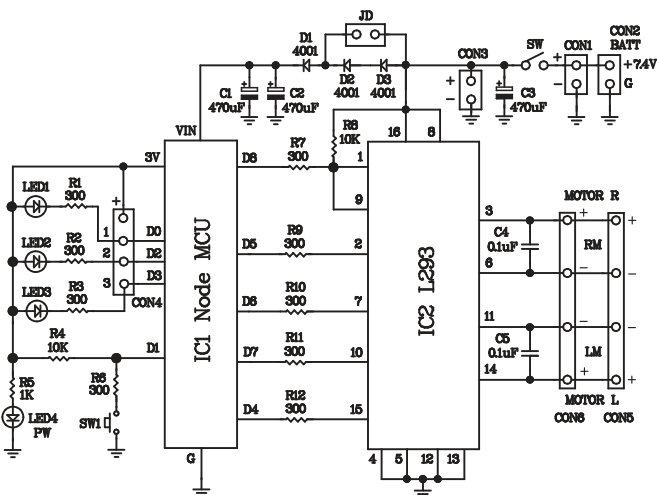 JD
D1
4001
D2
4001
D3
4001
CON3
+
−
SW
CON1
+
−
CON2
BATT
+7.4V
G
C1
470uF
C2
470uF
C3
470uF
VIN
R7
300
R8
10K
16
8
3V
D8
1
9
LED1
R1
300
+
1
D0
LED2
R2
300
2
D2
D3
LED3
R3
300
3
CON4
R4
10K
D1
R5
1K
R6
300
LED4
PW
SW1
IC1 Node MCU
G
D5
R9
300
2
D6
R10
300
7
D7
R11
300
10
D4
R12
300
15
IC2 L293
4
5
12
13
3
C4
0.1uF
6
11
C5
0.1uF
14
MOTOR R
+
+
RM
−
−
−
−
LM
+
+
MOTOR L
CON6
CON5